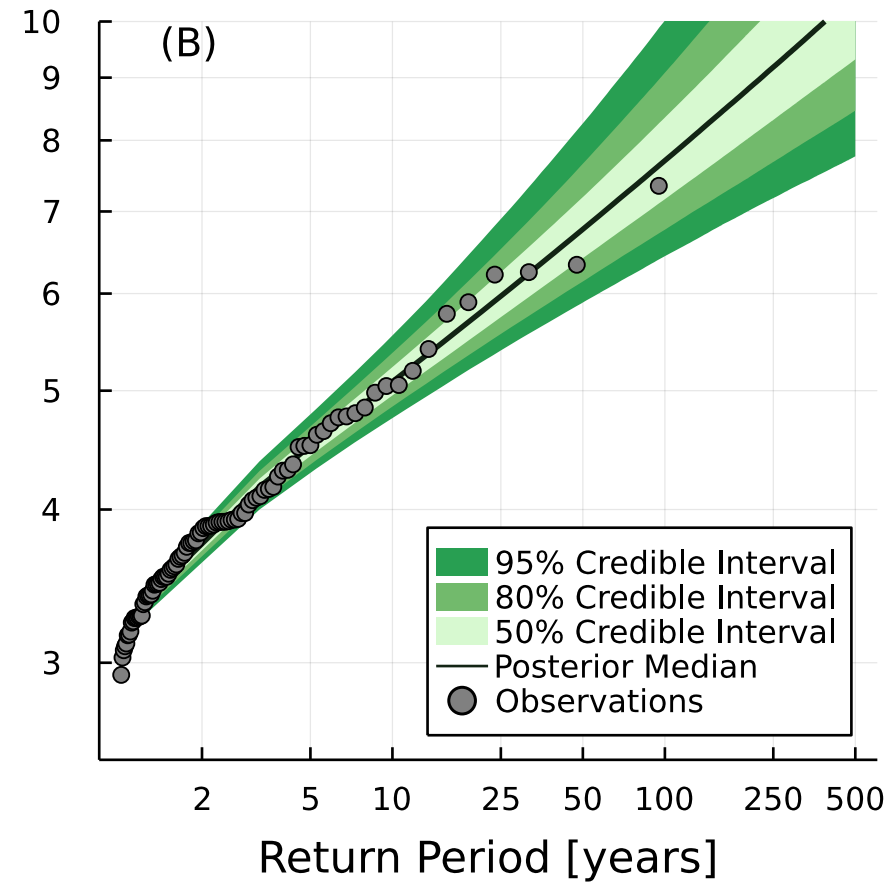 (B)
10
9
8
7
6
5
4
3
95% Credible Interval
80% Credible Interval
50% Credible Interval
Posterior Median
Observations
2 5 10 25 50 100 250 500
Return Period [years]